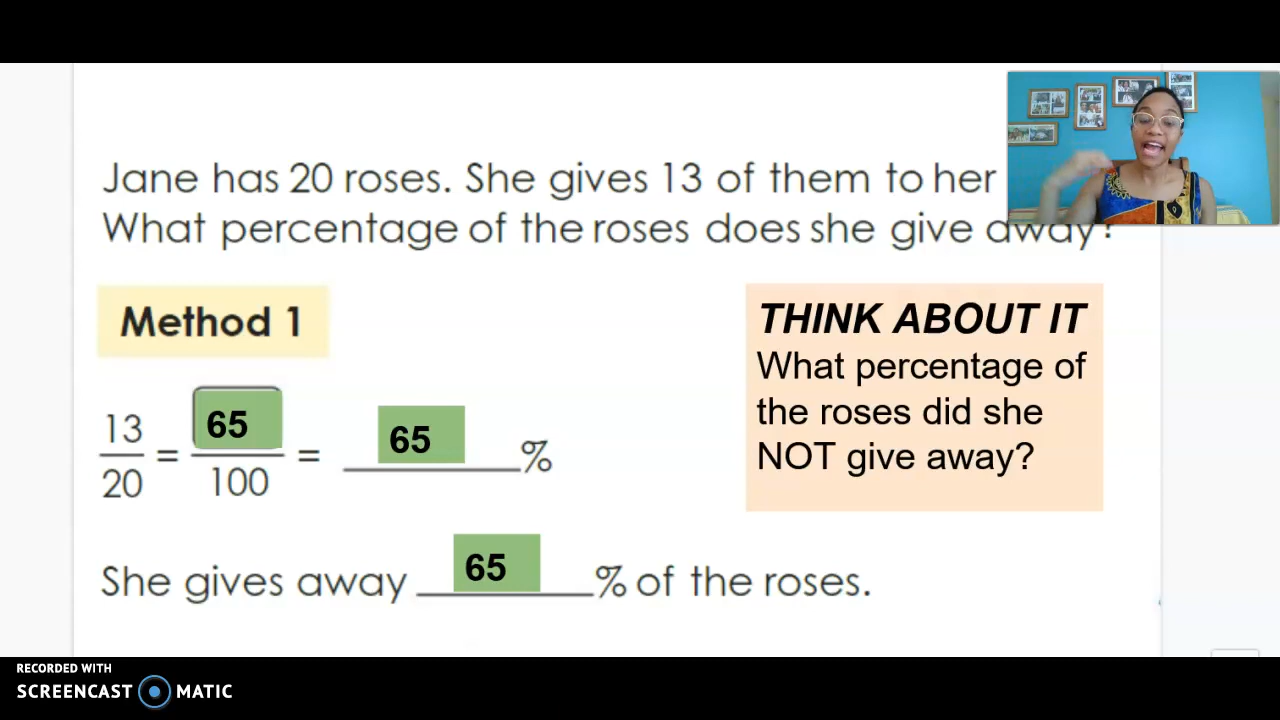 Jane has 20 roses. She gives 13 of them to her
What percentage of the roses does she give away?
Method 1
THINK ABOUT IT
What percentage of
the roses did she
NOT give away?
13/20 = 65/100 = 65 %
She gives away 65 % of the roses.
RECORDED WITH
SCREENCAST MATIC